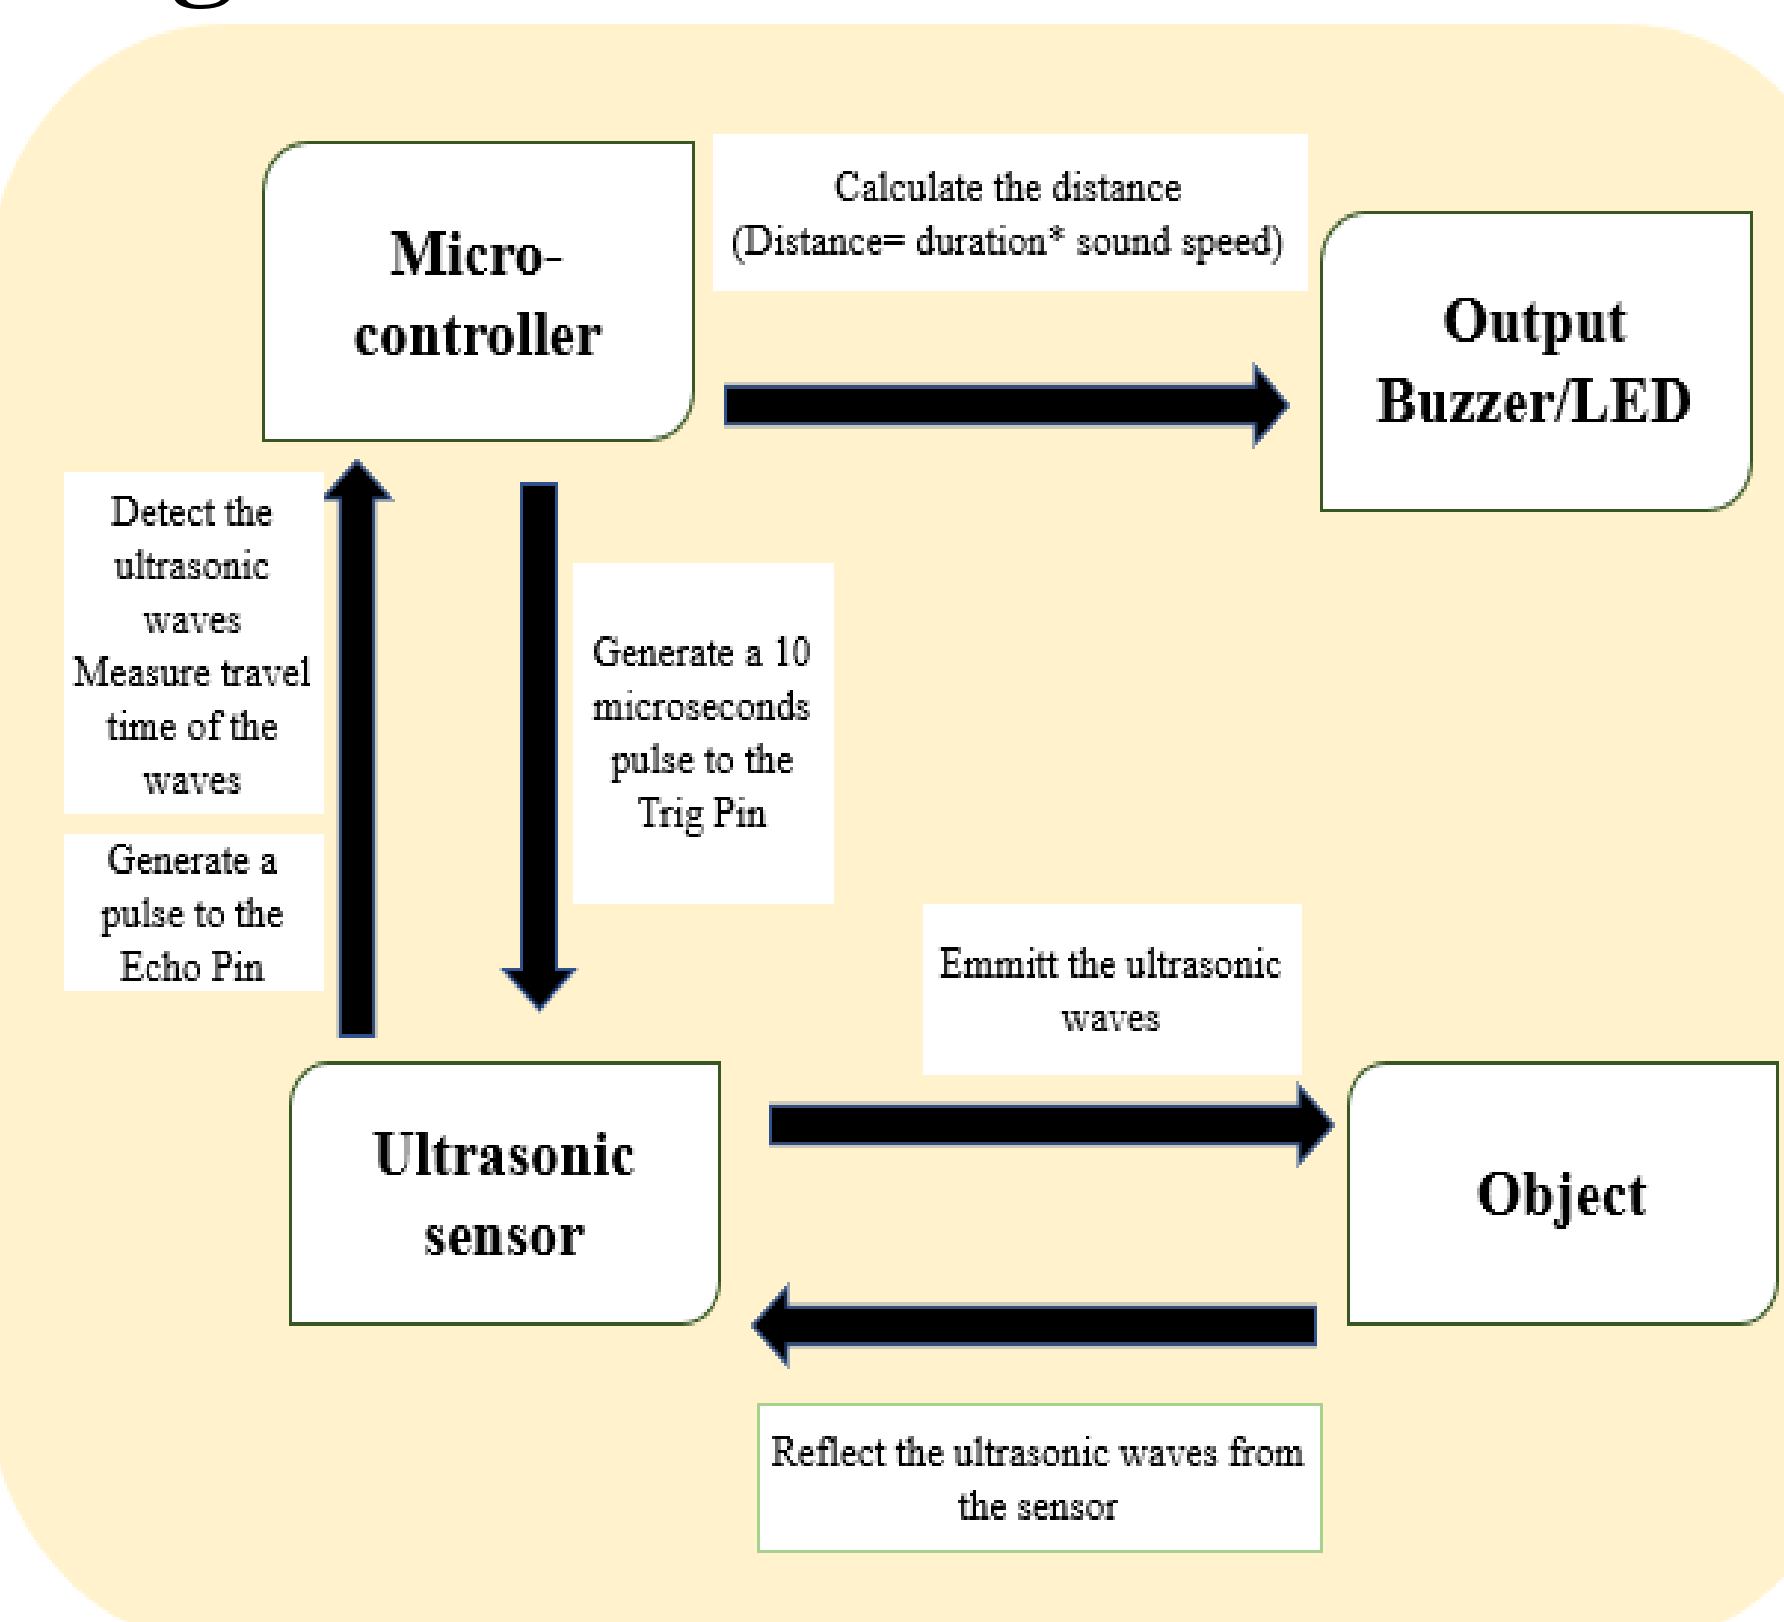 Micro-
controller
Calculate the distance
(Distance= duration* sound speed)
Output
Buzzer/LED
Detect the
ultrasonic
waves
Measure travel
time of the
waves
Generate a
pulse to the
Echo Pin
Generate a 10
microseconds
pulse to the
Trig Pin
Emmitt the ultrasonic
waves
Ultrasonic
sensor
Object
Reflect the ultrasonic waves from
the sensor